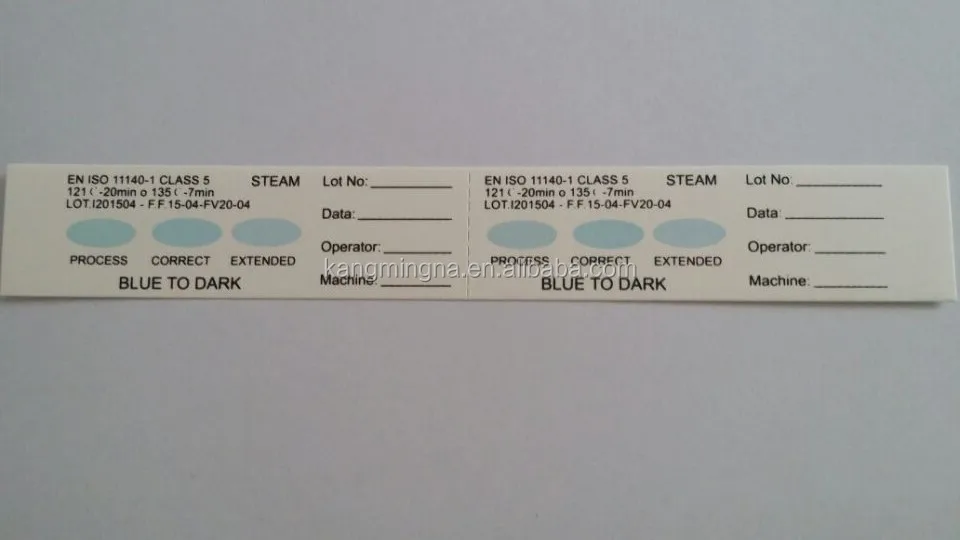 EN ISO 11140-1 CLASS 5 STEAM
121 C -20min o 135 C -7min
LOT.I201504 - F.F.15-04-FV20-04
PROCESS CORRECT EXTENDED
BLUE TO DARK
Lot No:
Data:
Operator:
Machine:
EN ISO 11140-1 CLASS 5 STEAM
121 C -20min o 135 C -7min
LOT.I201504 - F.F.15-04-FV20-04
PROCESS CORRECT EXTENDED
BLUE TO DARK
Lot No:
Data:
Operator:
Machine:
kangmingna.en.alibaba.com